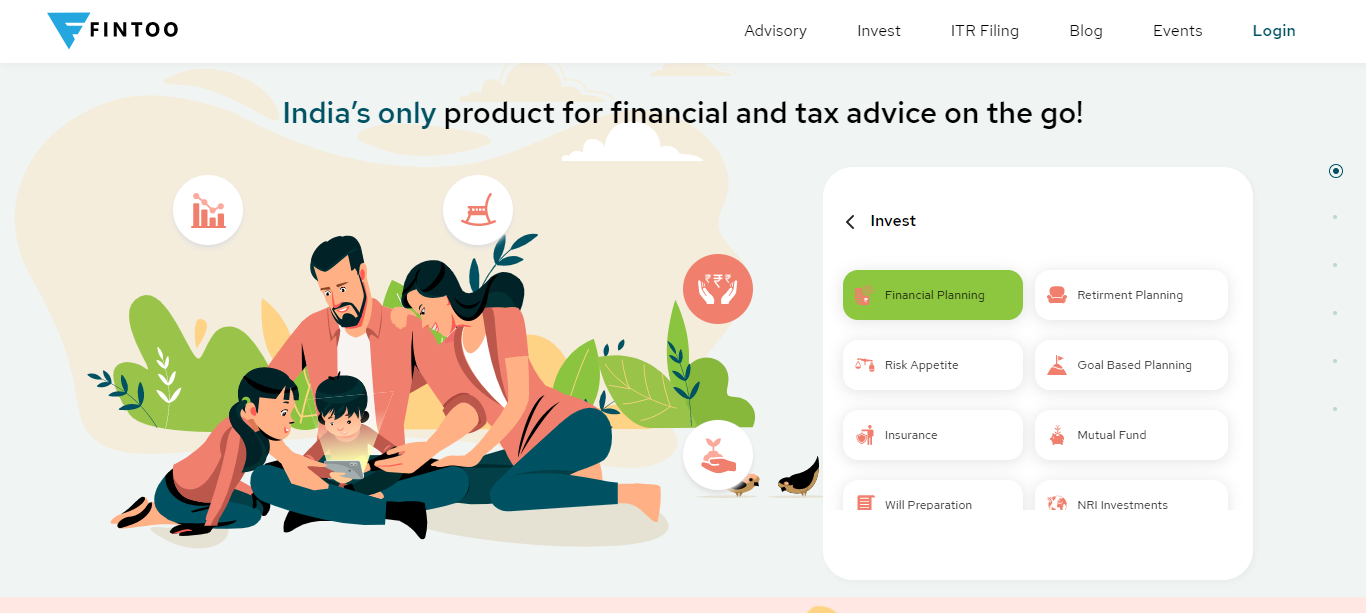 FINTOO
Advisory
Invest
ITR Filing
Blog
Events
Login
India's only product for financial and tax advice on the go!
Invest
Financial Planning
Retirment Planning
Risk Appetite
Goal Based Planning
Insurance
Mutual Fund
Will Preparation
NRI Investments